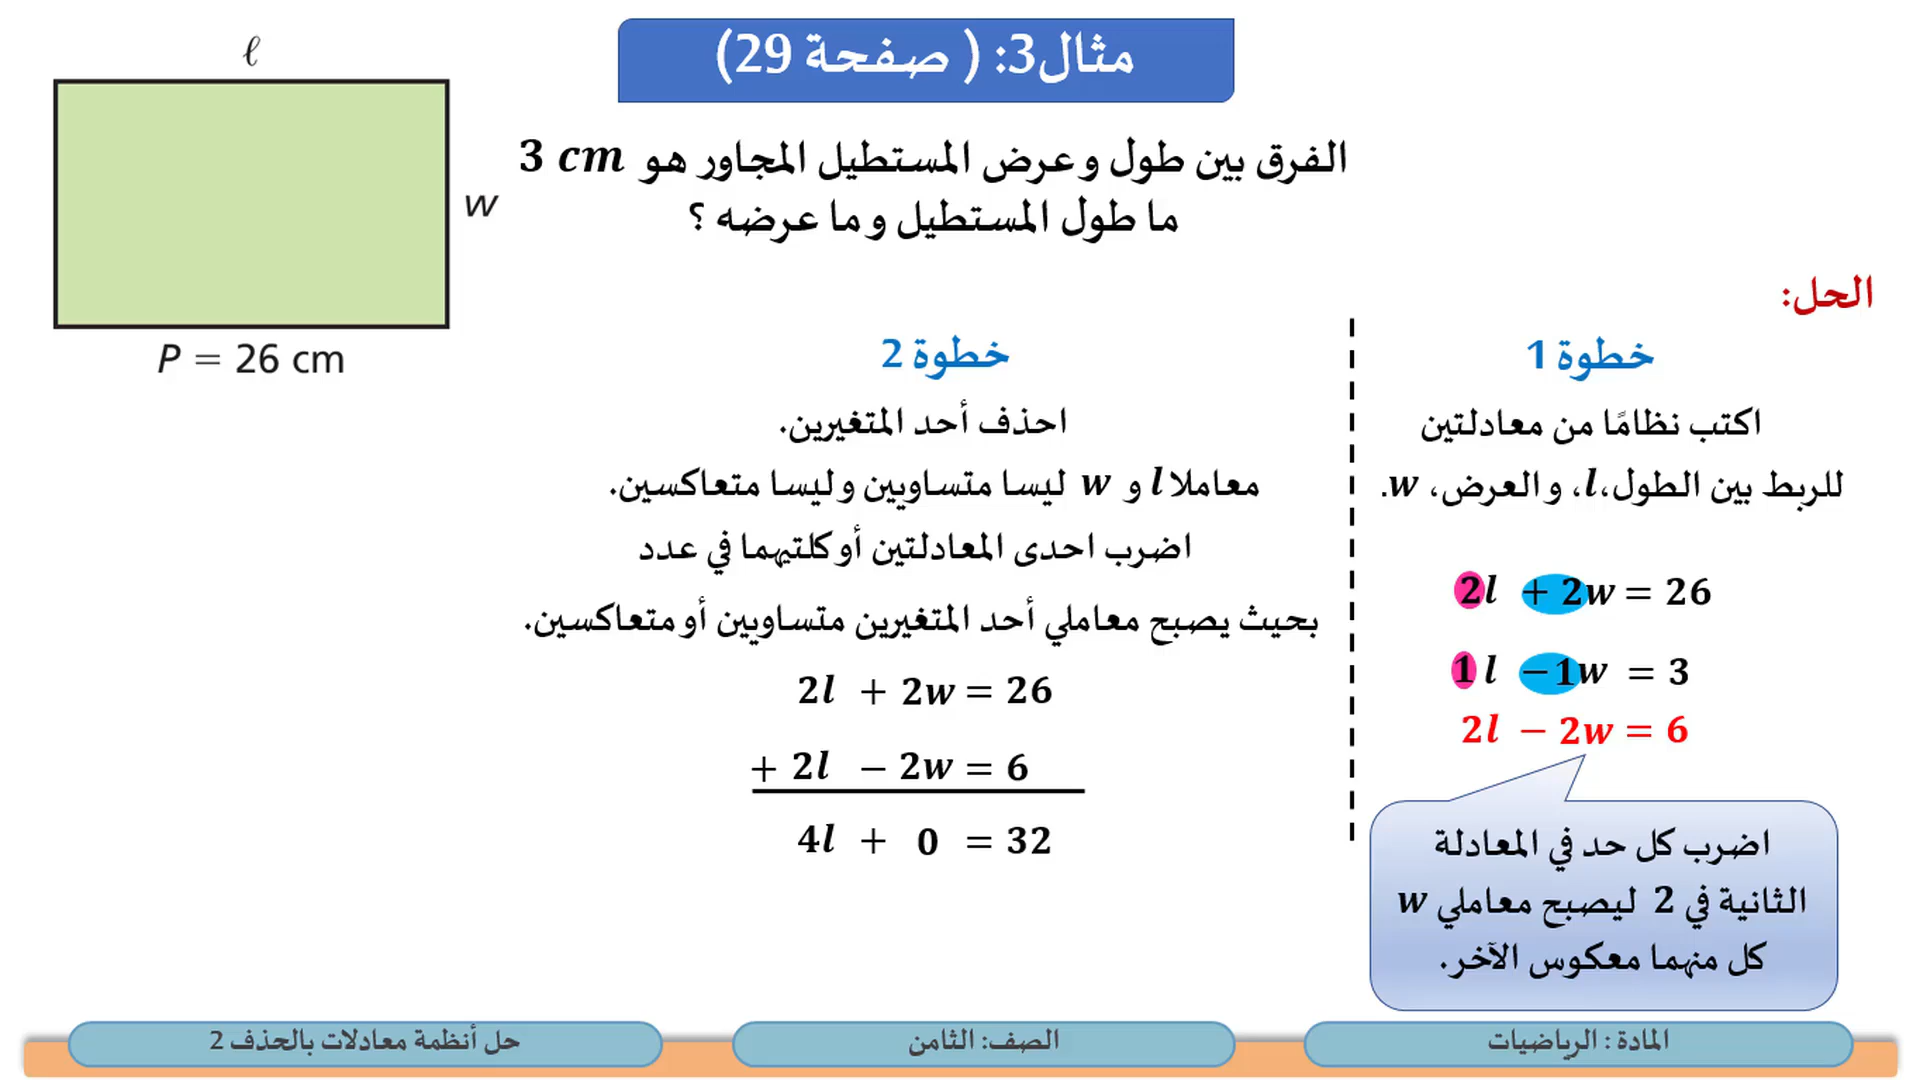 مثال3: ( صفحة 29)
ℓ
w
P = 26 cm
الفرق بين طول وعرض المستطيل المجاور هو 3 cm
ما طول المستطيل وما عرضه ؟
الحل:
خطوة 1
اكتب نظامًا من معادلتين
للربط بين الطول،l، والعرض، w.
2l + 2w = 26
1 l −1w = 3
2l − 2w = 6
اضرب كل حد في المعادلة
الثانية في 2 ليصبح معاملي w
كل منهما معكوس الآخر.
خطوة 2
احذف أحد المتغيرين.
معاملا l و w ليسا متساويين وليسا متعاكسين.
اضرب احدى المعادلتين أو كلتيهما في عدد
بحيث يصبح معاملي أحد المتغيرين متساويين أو متعاكسين.
2l + 2w = 26
+ 2l − 2w = 6
4l + 0 = 32
المادة : الرياضيات
الصف: الثامن
حل أنظمة معادلات بالحذف 2